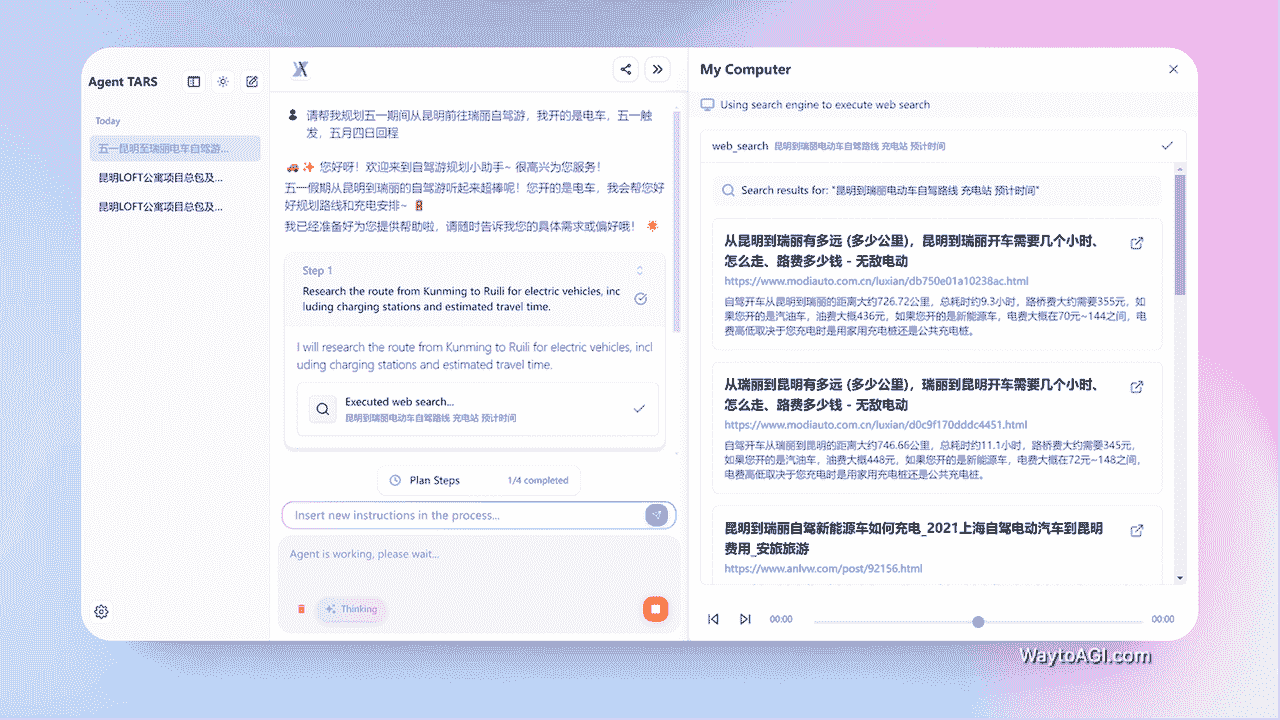 Agent TARS
Today
五一昆明至瑞丽电车自驾游...
昆明LOFT公寓项目总包及...
昆明LOFT公寓项目总包及...
请帮我规划五一期间从昆明前往瑞丽自驾游，我开的是电车，五一触
发，五月四日回程
您好呀！欢迎来到自驾游规划小助手~ 很高兴为您服务！
五一假期从昆明到瑞丽的自驾游听起来超棒呢！您开的是电车，我会帮您好
好规划路线和充电安排~
我已经准备好为您提供帮助啦，请随时告诉我您的具体需求或偏好哦！
Step 1
Research the route from Kunming to Ruili for electric vehicles, inc
luding charging stations and estimated travel time.
I will research the route from Kunming to Ruili for electric vehicles, incl
uding charging stations and estimated travel time.
Executed web search...
昆明到瑞丽电动车自驾路线 充电站 预计时间
Plan Steps 1/4 completed
Insert new instructions in the process...
Agent is working, please wait...
Thinking
My Computer
Using search engine to execute web search
web_search 昆明到瑞丽电动车自驾路线 充电站 预计时间
Search results for: "昆明到瑞丽电动车自驾路线 充电站 预计时间"
从昆明到瑞丽有多远 (多少公里)，昆明到瑞丽开车需要几个小时、
怎么走、路费多少钱 - 无敌电动
https://www.modiauto.com.cn/luxian/db750e01a10238ac.html
自驾开车从昆明到瑞丽的距离大约726.72公里，总耗时约9.3小时，路桥费大约需要355元，如
果您开的是汽油车，油费大概436元，如果您开的是新能源车，电费大概在70元~144之间，电
费高低取决于您充电时是用家用充电桩还是公共充电桩。
从瑞丽到昆明有多远 (多少公里)，瑞丽到昆明开车需要几个小时、
怎么走、路费多少钱 - 无敌电动
https://www.modiauto.com.cn/luxian/d0c9f170dddc4451.html
自驾开车从瑞丽到昆明的距离大约746.66公里，总耗时约11.1小时，路桥费大约需要345元，
如果您开的是汽油车，油费大概448元，如果您开的是新能源车，电费大概在72元~148之间，
电费高低取决于您充电时是用家用充电桩还是公共充电桩。
昆明到瑞丽自驾新能源车如何充电_2021上海自驾电动汽车到昆明
费用_安旅旅游
https://www.anlvw.com/post/92156.html
00:00 00:00
WaytoAGI.com